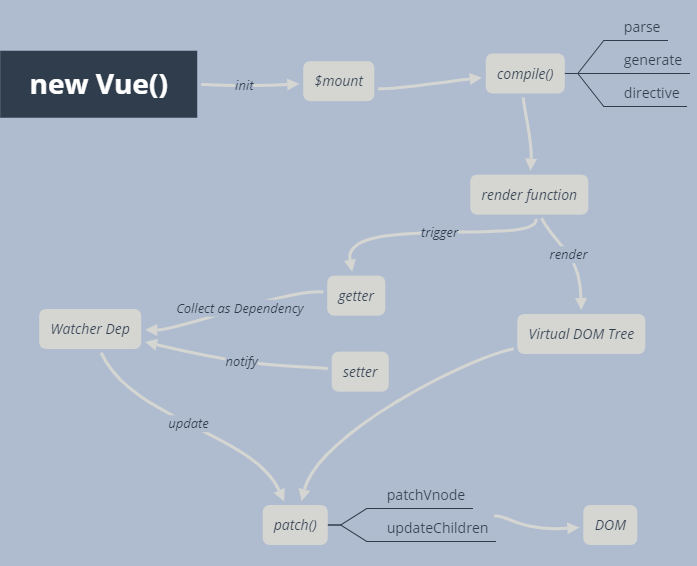 parse
new Vue()
init
$mount
compile()
generate
directive
render function
trigger
render
getter
Collect as Dependency
Watcher Dep
Virtual DOM Tree
notify
setter
update
patchVnode
patch()
updateChildren
DOM